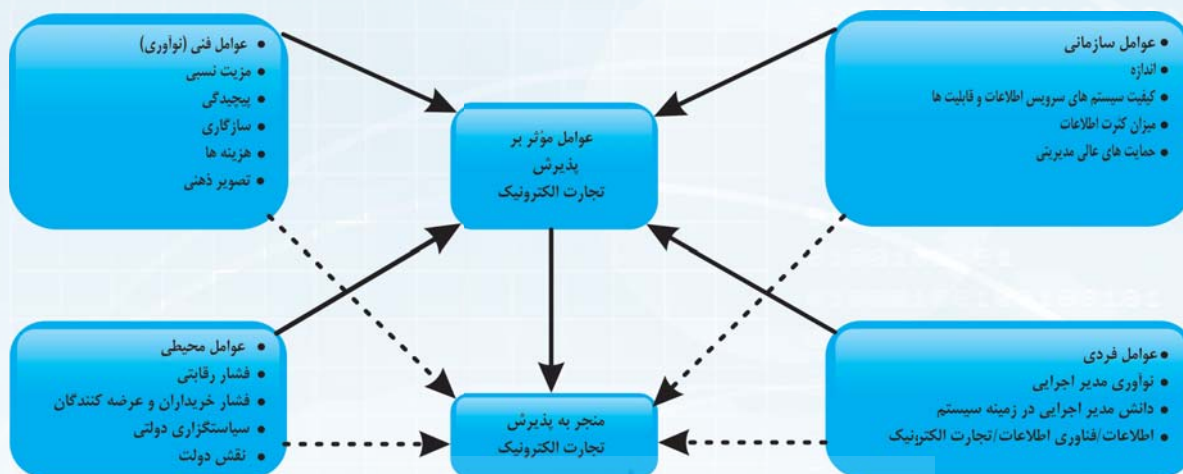 • عوامل سازمانی
• اندازه
• کیفیت سیستم های سرویس اطلاعات و قابلیت ها
• میزان کثرت اطلاعات
• حمایت های عالی مدیریتی
عوامل مؤثر بر
پذیرش
تجارت الکترونیک
• عوامل فنی (نوآوری)
• مزیت نسبی
• پیچیدگی
• سازگاری
• هزینه ها
• تصویر ذهنی
• عوامل فردی
• نوآوری مدیر اجرایی
• دانش مدیر اجرایی در زمینه سیستم
• اطلاعات/فناوری اطلاعات/تجارت الکترونیک
منجر به پذیرش
تجارت الکترونیک
• عوامل محیطی
• فشار رقابتی
• فشار خریداران و عرضه کنندگان
• سیاستگزاری دولتی
• نقش دولت